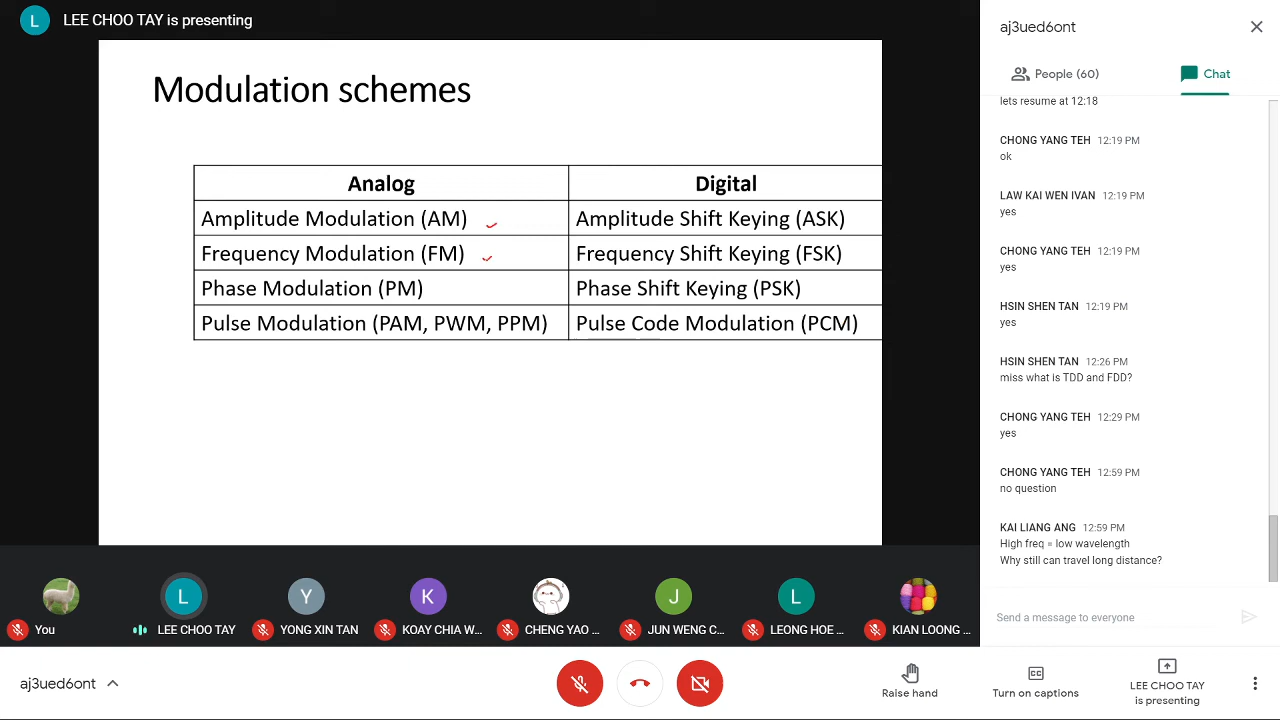 L LEE CHOO TAY is presenting
Modulation schemes
Analog Digital
Amplitude Modulation (AM) Amplitude Shift Keying (ASK)
Frequency Modulation (FM) Frequency Shift Keying (FSK)
Phase Modulation (PM) Phase Shift Keying (PSK)
Pulse Modulation (PAM, PWM, PPM) Pulse Code Modulation (PCM)
L Y K J L
You LEE CHOO TAY YONG XIN TAN KOAY CHIA W... CHENG YAO ... JUN WENG C... LEONG HOE ... KIAN LOONG ...
aj3ued6ont
People (60) Chat
lets resume at 12:18
CHONG YANG TEH 12:19 PM
ok
LAW KAI WEN IVAN 12:19 PM
yes
CHONG YANG TEH 12:19 PM
yes
HSIN SHEN TAN 12:19 PM
yes
HSIN SHEN TAN 12:26 PM
miss what is TDD and FDD?
CHONG YANG TEH 12:29 PM
yes
CHONG YANG TEH 12:59 PM
no question
KAI LIANG ANG 12:59 PM
High freq = low wavelength
Why still can travel long distance?
Send a message to everyone
aj3ued6ont
Raise hand
CC
Turn on captions
LEE CHOO TAY
is presenting